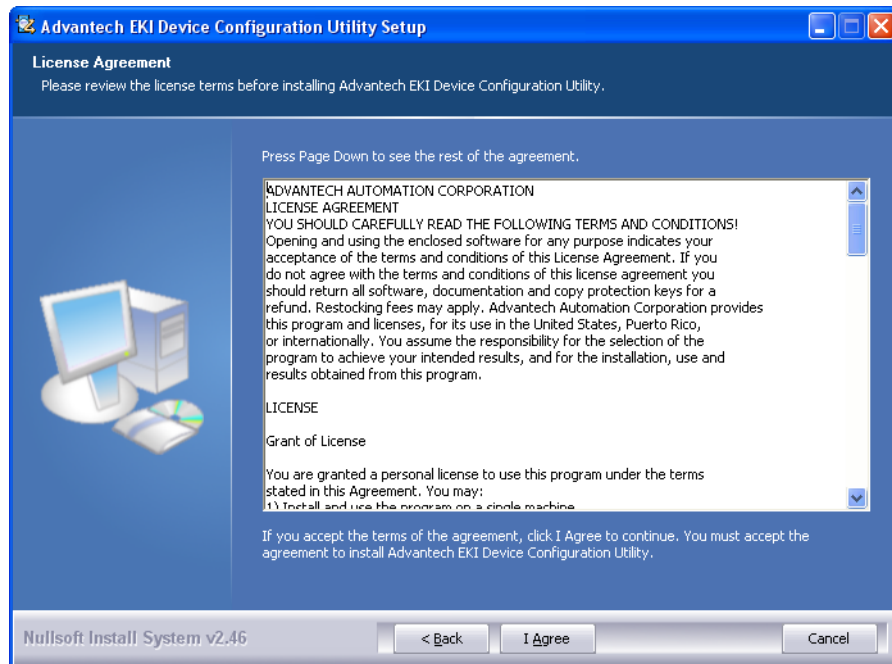 Advantech EKI Device Configuration Utility Setup
License Agreement
Please review the license terms before installing Advantech EKI Device Configuration Utility.
Press Page Down to see the rest of the agreement.
ADVANTECH AUTOMATION CORPORATION
LICENSE AGREEMENT
YOU SHOULD CAREFULLY READ THE FOLLOWING TERMS AND CONDITIONS!
Opening and using the enclosed software for any purpose indicates your
acceptance of the terms and conditions of this License Agreement. If you
do not agree with the terms and conditions of this license agreement you
should return all software, documentation and copy protection keys for a
refund. Restocking fees may apply. Advantech Automation Corporation provides
this program and licenses, for its use in the United States, Puerto Rico,
or internationally. You assume the responsibility for the selection of the
program to achieve your intended results, and for the installation, use and
results obtained from this program.
LICENSE
Grant of License
You are granted a personal license to use this program under the terms
stated in this Agreement. You may:
1) Install and use the program on a single machine
If you accept the terms of the agreement, click I Agree to continue. You must accept the
agreement to install Advantech EKI Device Configuration Utility.
Nullsoft Install System v2.46
< Back
I Agree
Cancel